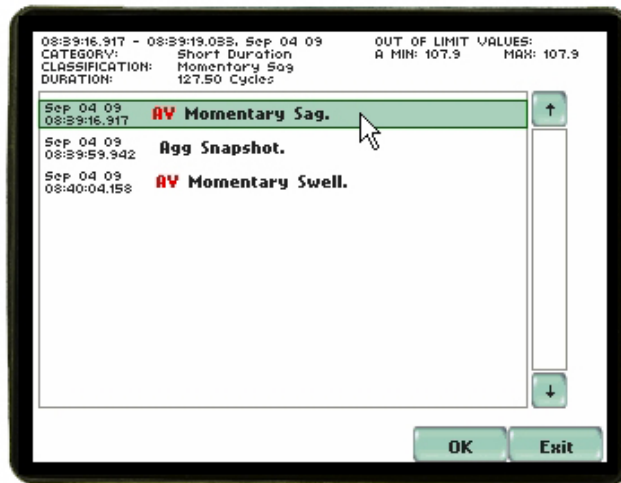 08:39:16.917 - 08:39:19.033, Sep 04 09 OUT OF LIMIT VALUES:
CATEGORY: Short Duration A MIN: 107.9 MAX: 107.9
CLASSIFICATION: Momentary Sag
DURATION: 127.50 Cycles
Sep 04 09
08:39:16.917 AV Momentary Sag.
Sep 04 09
08:39:59.942 Agg Snapshot.
Sep 04 09
08:40:04.158 AV Momentary Swell.
OK Exit